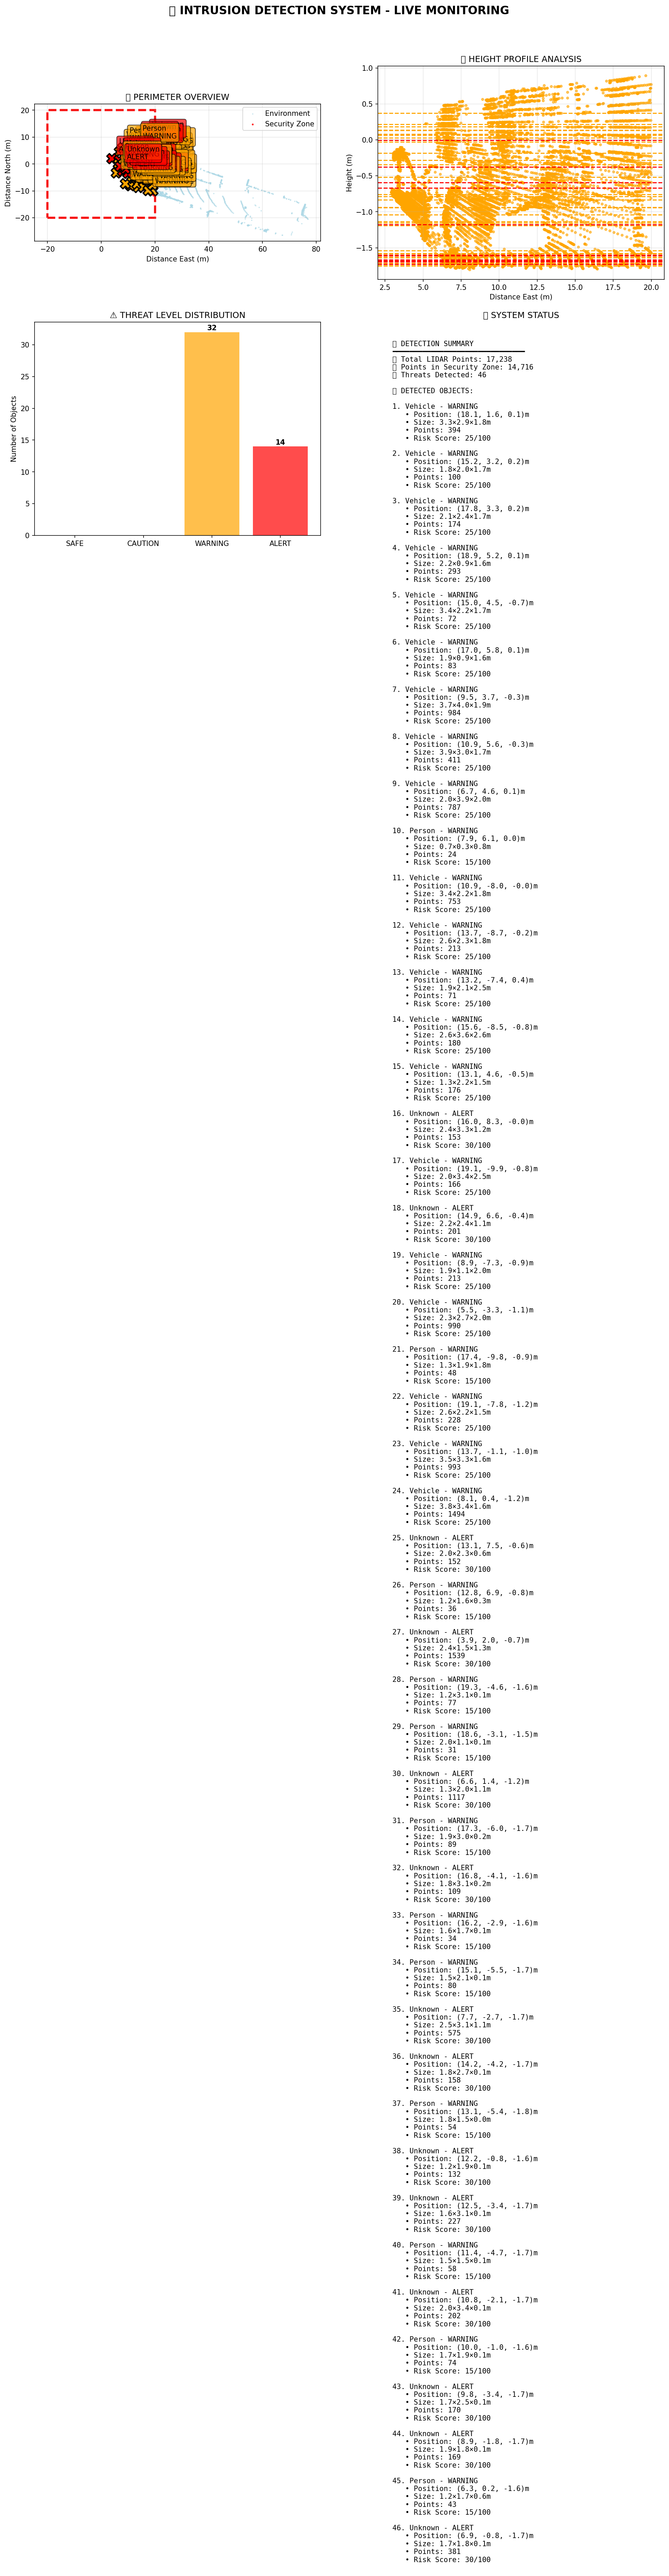 INTRUSION DETECTION SYSTEM - LIVE MONITORING
PERIMETER OVERVIEW
Distance North (m)
20
10
0
−10
−20
−20
0
20
40
60
80
Distance East (m)
Environment
Security Zone
Person
WARNING
Unknown
ALERT
HEIGHT PROFILE ANALYSIS
Height (m)
1.0
0.5
0.0
−0.5
−1.0
−1.5
2.5
5.0
7.5
10.0
12.5
15.0
17.5
20.0
Distance East (m)
⚠ THREAT LEVEL DISTRIBUTION
Number of Objects
30
25
20
15
10
5
0
32
14
SAFE
CAUTION
WARNING
ALERT
SYSTEM STATUS
DETECTION SUMMARY
Total LIDAR Points: 17,238
Points in Security Zone: 14,716
Threats Detected: 46
DETECTED OBJECTS:
1. Vehicle - WARNING
• Position: (18.1, 1.6, 0.1)m
• Size: 3.3×2.9×1.8m
• Points: 394
• Risk Score: 25/100
2. Vehicle - WARNING
• Position: (15.2, 3.2, 0.2)m
• Size: 1.8×2.0×1.7m
• Points: 100
• Risk Score: 25/100
3. Vehicle - WARNING
• Position: (17.8, 3.3, 0.2)m
• Size: 2.1×2.4×1.7m
• Points: 174
• Risk Score: 25/100
4. Vehicle - WARNING
• Position: (18.9, 5.2, 0.1)m
• Size: 2.2×0.9×1.6m
• Points: 293
• Risk Score: 25/100
5. Vehicle - WARNING
• Position: (15.0, 4.5, -0.7)m
• Size: 3.4×2.2×1.7m
• Points: 72
• Risk Score: 25/100
6. Vehicle - WARNING
• Position: (17.0, 5.8, 0.1)m
• Size: 1.9×0.9×1.6m
• Points: 83
• Risk Score: 25/100
7. Vehicle - WARNING
• Position: (9.5, 3.7, -0.3)m
• Size: 3.7×4.0×1.9m
• Points: 984
• Risk Score: 25/100
8. Vehicle - WARNING
• Position: (10.9, 5.6, -0.3)m
• Size: 3.9×3.0×1.7m
• Points: 411
• Risk Score: 25/100
9. Vehicle - WARNING
• Position: (6.7, 4.6, 0.1)m
• Size: 2.0×3.9×2.0m
• Points: 787
• Risk Score: 25/100
10. Person - WARNING
• Position: (7.9, 6.1, 0.0)m
• Size: 0.7×0.3×0.8m
• Points: 24
• Risk Score: 15/100
11. Vehicle - WARNING
• Position: (10.9, -8.0, -0.0)m
• Size: 3.4×2.2×1.8m
• Points: 753
• Risk Score: 25/100
12. Vehicle - WARNING
• Position: (13.7, -8.7, -0.2)m
• Size: 2.6×2.3×1.8m
• Points: 213
• Risk Score: 25/100
13. Vehicle - WARNING
• Position: (13.2, -7.4, 0.4)m
• Size: 1.9×2.1×2.5m
• Points: 71
• Risk Score: 25/100
14. Vehicle - WARNING
• Position: (15.6, -8.5, -0.8)m
• Size: 2.6×3.6×2.6m
• Points: 180
• Risk Score: 25/100
15. Vehicle - WARNING
• Position: (13.1, 4.6, -0.5)m
• Size: 1.3×2.2×1.5m
• Points: 176
• Risk Score: 25/100
16. Unknown - ALERT
• Position: (16.0, 8.3, -0.0)m
• Size: 2.4×3.3×1.2m
• Points: 153
• Risk Score: 30/100
17. Vehicle - WARNING
• Position: (19.1, -9.9, -0.8)m
• Size: 2.0×3.4×2.5m
• Points: 166
• Risk Score: 25/100
18. Unknown - ALERT
• Position: (14.9, 6.6, -0.4)m
• Size: 2.2×2.4×1.1m
• Points: 201
• Risk Score: 30/100
19. Vehicle - WARNING
• Position: (8.9, -7.3, -0.9)m
• Size: 1.9×1.1×2.0m
• Points: 213
• Risk Score: 25/100
20. Vehicle - WARNING
• Position: (5.5, -3.3, -1.1)m
• Size: 2.3×2.7×2.0m
• Points: 990
• Risk Score: 25/100
21. Person - WARNING
• Position: (17.4, -9.8, -0.9)m
• Size: 1.3×1.9×1.8m
• Points: 48
• Risk Score: 15/100
22. Vehicle - WARNING
• Position: (19.1, -7.8, -1.2)m
• Size: 2.6×2.2×1.5m
• Points: 228
• Risk Score: 25/100
23. Vehicle - WARNING
• Position: (13.7, -1.1, -1.0)m
• Size: 3.5×3.3×1.6m
• Points: 993
• Risk Score: 25/100
24. Vehicle - WARNING
• Position: (8.1, 0.4, -1.2)m
• Size: 3.8×3.4×1.6m
• Points: 1494
• Risk Score: 25/100
25. Unknown - ALERT
• Position: (13.1, 7.5, -0.6)m
• Size: 2.0×2.3×0.6m
• Points: 152
• Risk Score: 30/100
26. Person - WARNING
• Position: (12.8, 6.9, -0.8)m
• Size: 1.2×1.6×0.3m
• Points: 36
• Risk Score: 15/100
27. Unknown - ALERT
• Position: (3.9, 2.0, -0.7)m
• Size: 2.4×1.5×1.3m
• Points: 1539
• Risk Score: 30/100
28. Person - WARNING
• Position: (19.3, -4.6, -1.6)m
• Size: 1.2×3.1×0.1m
• Points: 77
• Risk Score: 15/100
29. Person - WARNING
• Position: (18.6, -3.1, -1.5)m
• Size: 2.0×1.1×0.1m
• Points: 31
• Risk Score: 15/100
30. Unknown - ALERT
• Position: (6.6, 1.4, -1.2)m
• Size: 1.3×2.0×1.1m
• Points: 1117
• Risk Score: 30/100
31. Person - WARNING
• Position: (17.3, -6.0, -1.7)m
• Size: 1.9×3.0×0.2m
• Points: 89
• Risk Score: 15/100
32. Unknown - ALERT
• Position: (16.8, -4.1, -1.6)m
• Size: 1.8×3.1×0.2m
• Points: 109
• Risk Score: 30/100
33. Person - WARNING
• Position: (16.2, -2.9, -1.6)m
• Size: 1.6×1.7×0.1m
• Points: 34
• Risk Score: 15/100
34. Person - WARNING
• Position: (15.1, -5.5, -1.7)m
• Size: 1.5×2.1×0.1m
• Points: 80
• Risk Score: 15/100
35. Unknown - ALERT
• Position: (7.7, -2.7, -1.7)m
• Size: 2.5×3.1×1.1m
• Points: 575
• Risk Score: 30/100
36. Unknown - ALERT
• Position: (14.2, -4.2, -1.7)m
• Size: 1.8×2.7×0.1m
• Points: 158
• Risk Score: 30/100
37. Person - WARNING
• Position: (13.1, -5.4, -1.8)m
• Size: 1.8×1.5×0.0m
• Points: 54
• Risk Score: 15/100
38. Unknown - ALERT
• Position: (12.2, -0.8, -1.6)m
• Size: 1.2×1.9×0.1m
• Points: 132
• Risk Score: 30/100
39. Unknown - ALERT
• Position: (12.5, -3.4, -1.7)m
• Size: 1.6×3.1×0.1m
• Points: 227
• Risk Score: 30/100
40. Person - WARNING
• Position: (11.4, -4.7, -1.7)m
• Size: 1.5×1.5×0.1m
• Points: 58
• Risk Score: 15/100
41. Unknown - ALERT
• Position: (10.8, -2.1, -1.7)m
• Size: 2.0×3.4×0.1m
• Points: 202
• Risk Score: 30/100
42. Person - WARNING
• Position: (10.0, -1.0, -1.6)m
• Size: 1.7×1.9×0.1m
• Points: 74
• Risk Score: 15/100
43. Unknown - ALERT
• Position: (9.8, -3.4, -1.7)m
• Size: 1.7×2.5×0.1m
• Points: 170
• Risk Score: 30/100
44. Unknown - ALERT
• Position: (8.9, -1.8, -1.7)m
• Size: 1.9×1.8×0.1m
• Points: 169
• Risk Score: 30/100
45. Person - WARNING
• Position: (6.3, 0.2, -1.6)m
• Size: 1.2×1.7×0.6m
• Points: 43
• Risk Score: 15/100
46. Unknown - ALERT
• Position: (6.9, -0.8, -1.7)m
• Size: 1.7×1.8×0.1m
• Points: 381
• Risk Score: 30/100